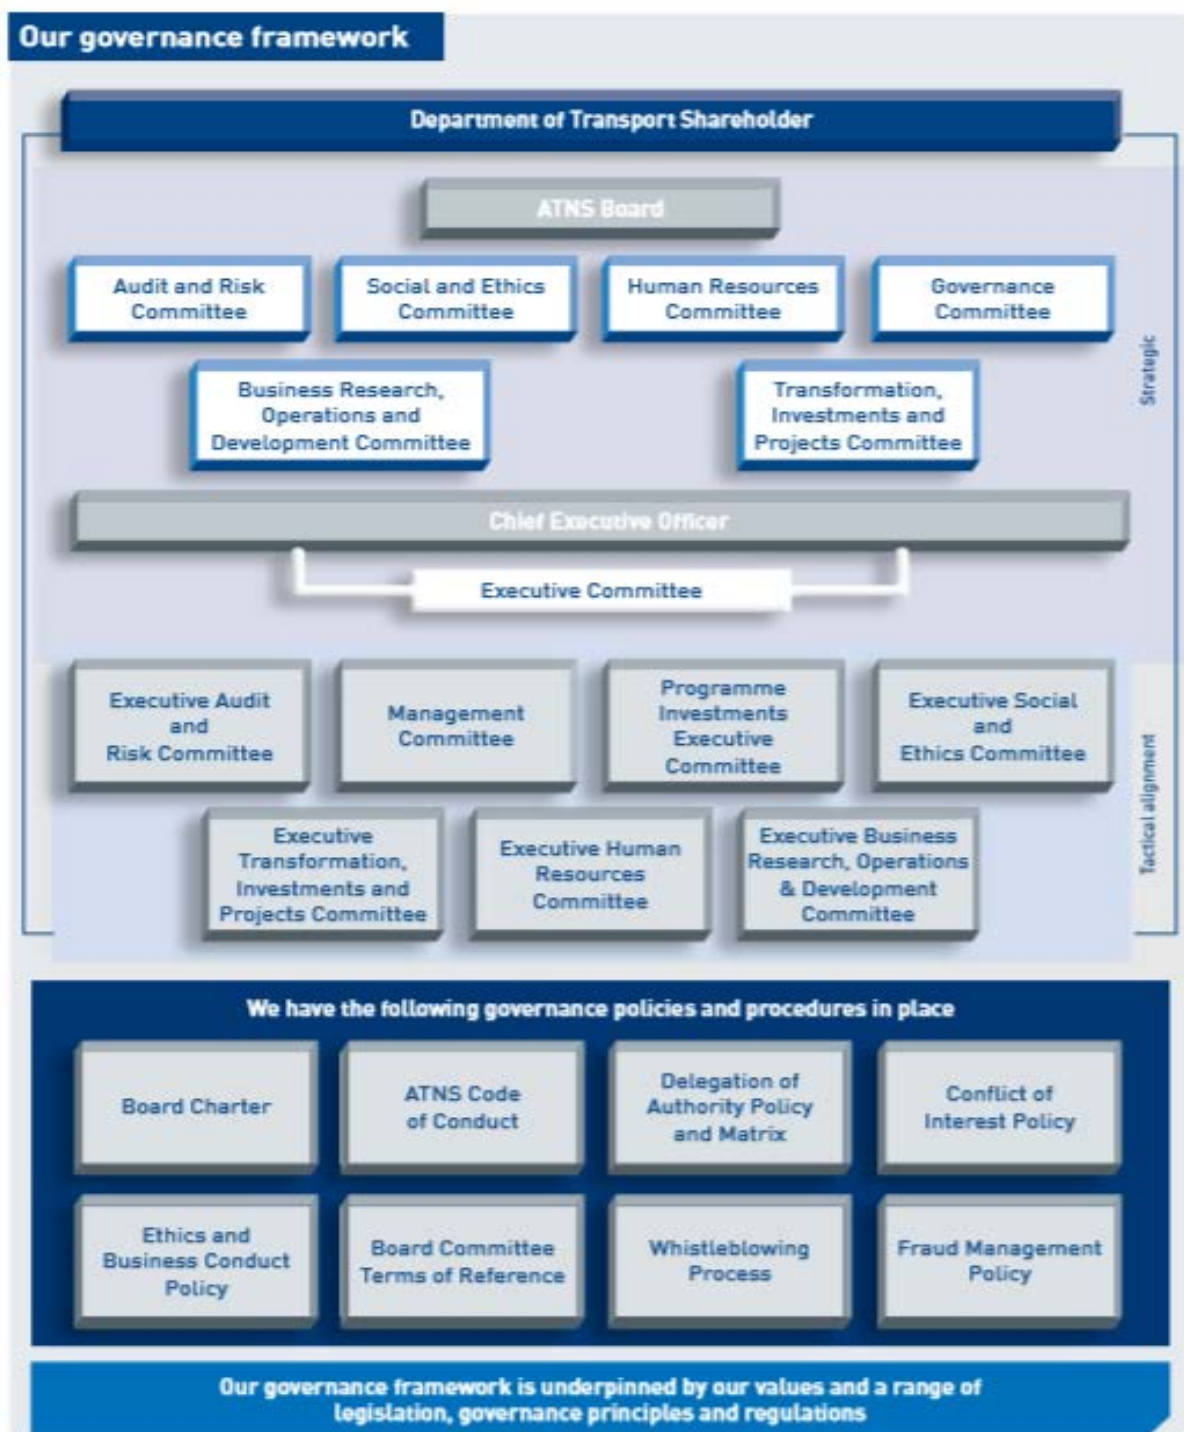 Our governance framework
Department of Transport Shareholder
ATNS Board
Audit and Risk
Committee
Social and Ethics
Committee
Human Resources
Committee
Governance
Committee
Business Research,
Operations and
Development Committee
Transformation,
Investments and
Projects Committee
Strategic
Chief Executive Officer
Executive Committee
Executive Audit
and
Risk Committee
Management
Committee
Programme
Investments
Executive
Committee
Executive Social
and
Ethics Committee
Executive
Transformation,
Investments and
Projects Committee
Executive Human
Resources
Committee
Executive Business
Research, Operations
& Development
Committee
Tactical alignment
We have the following governance policies and procedures in place
Board Charter
ATNS Code
of Conduct
Delegation of
Authority Policy
and Matrix
Conflict of
Interest Policy
Ethics and
Business Conduct
Policy
Board Committee
Terms of Reference
Whistleblowing
Process
Fraud Management
Policy
Our governance framework is underpinned by our values and a range of
legislation, governance principles and regulations